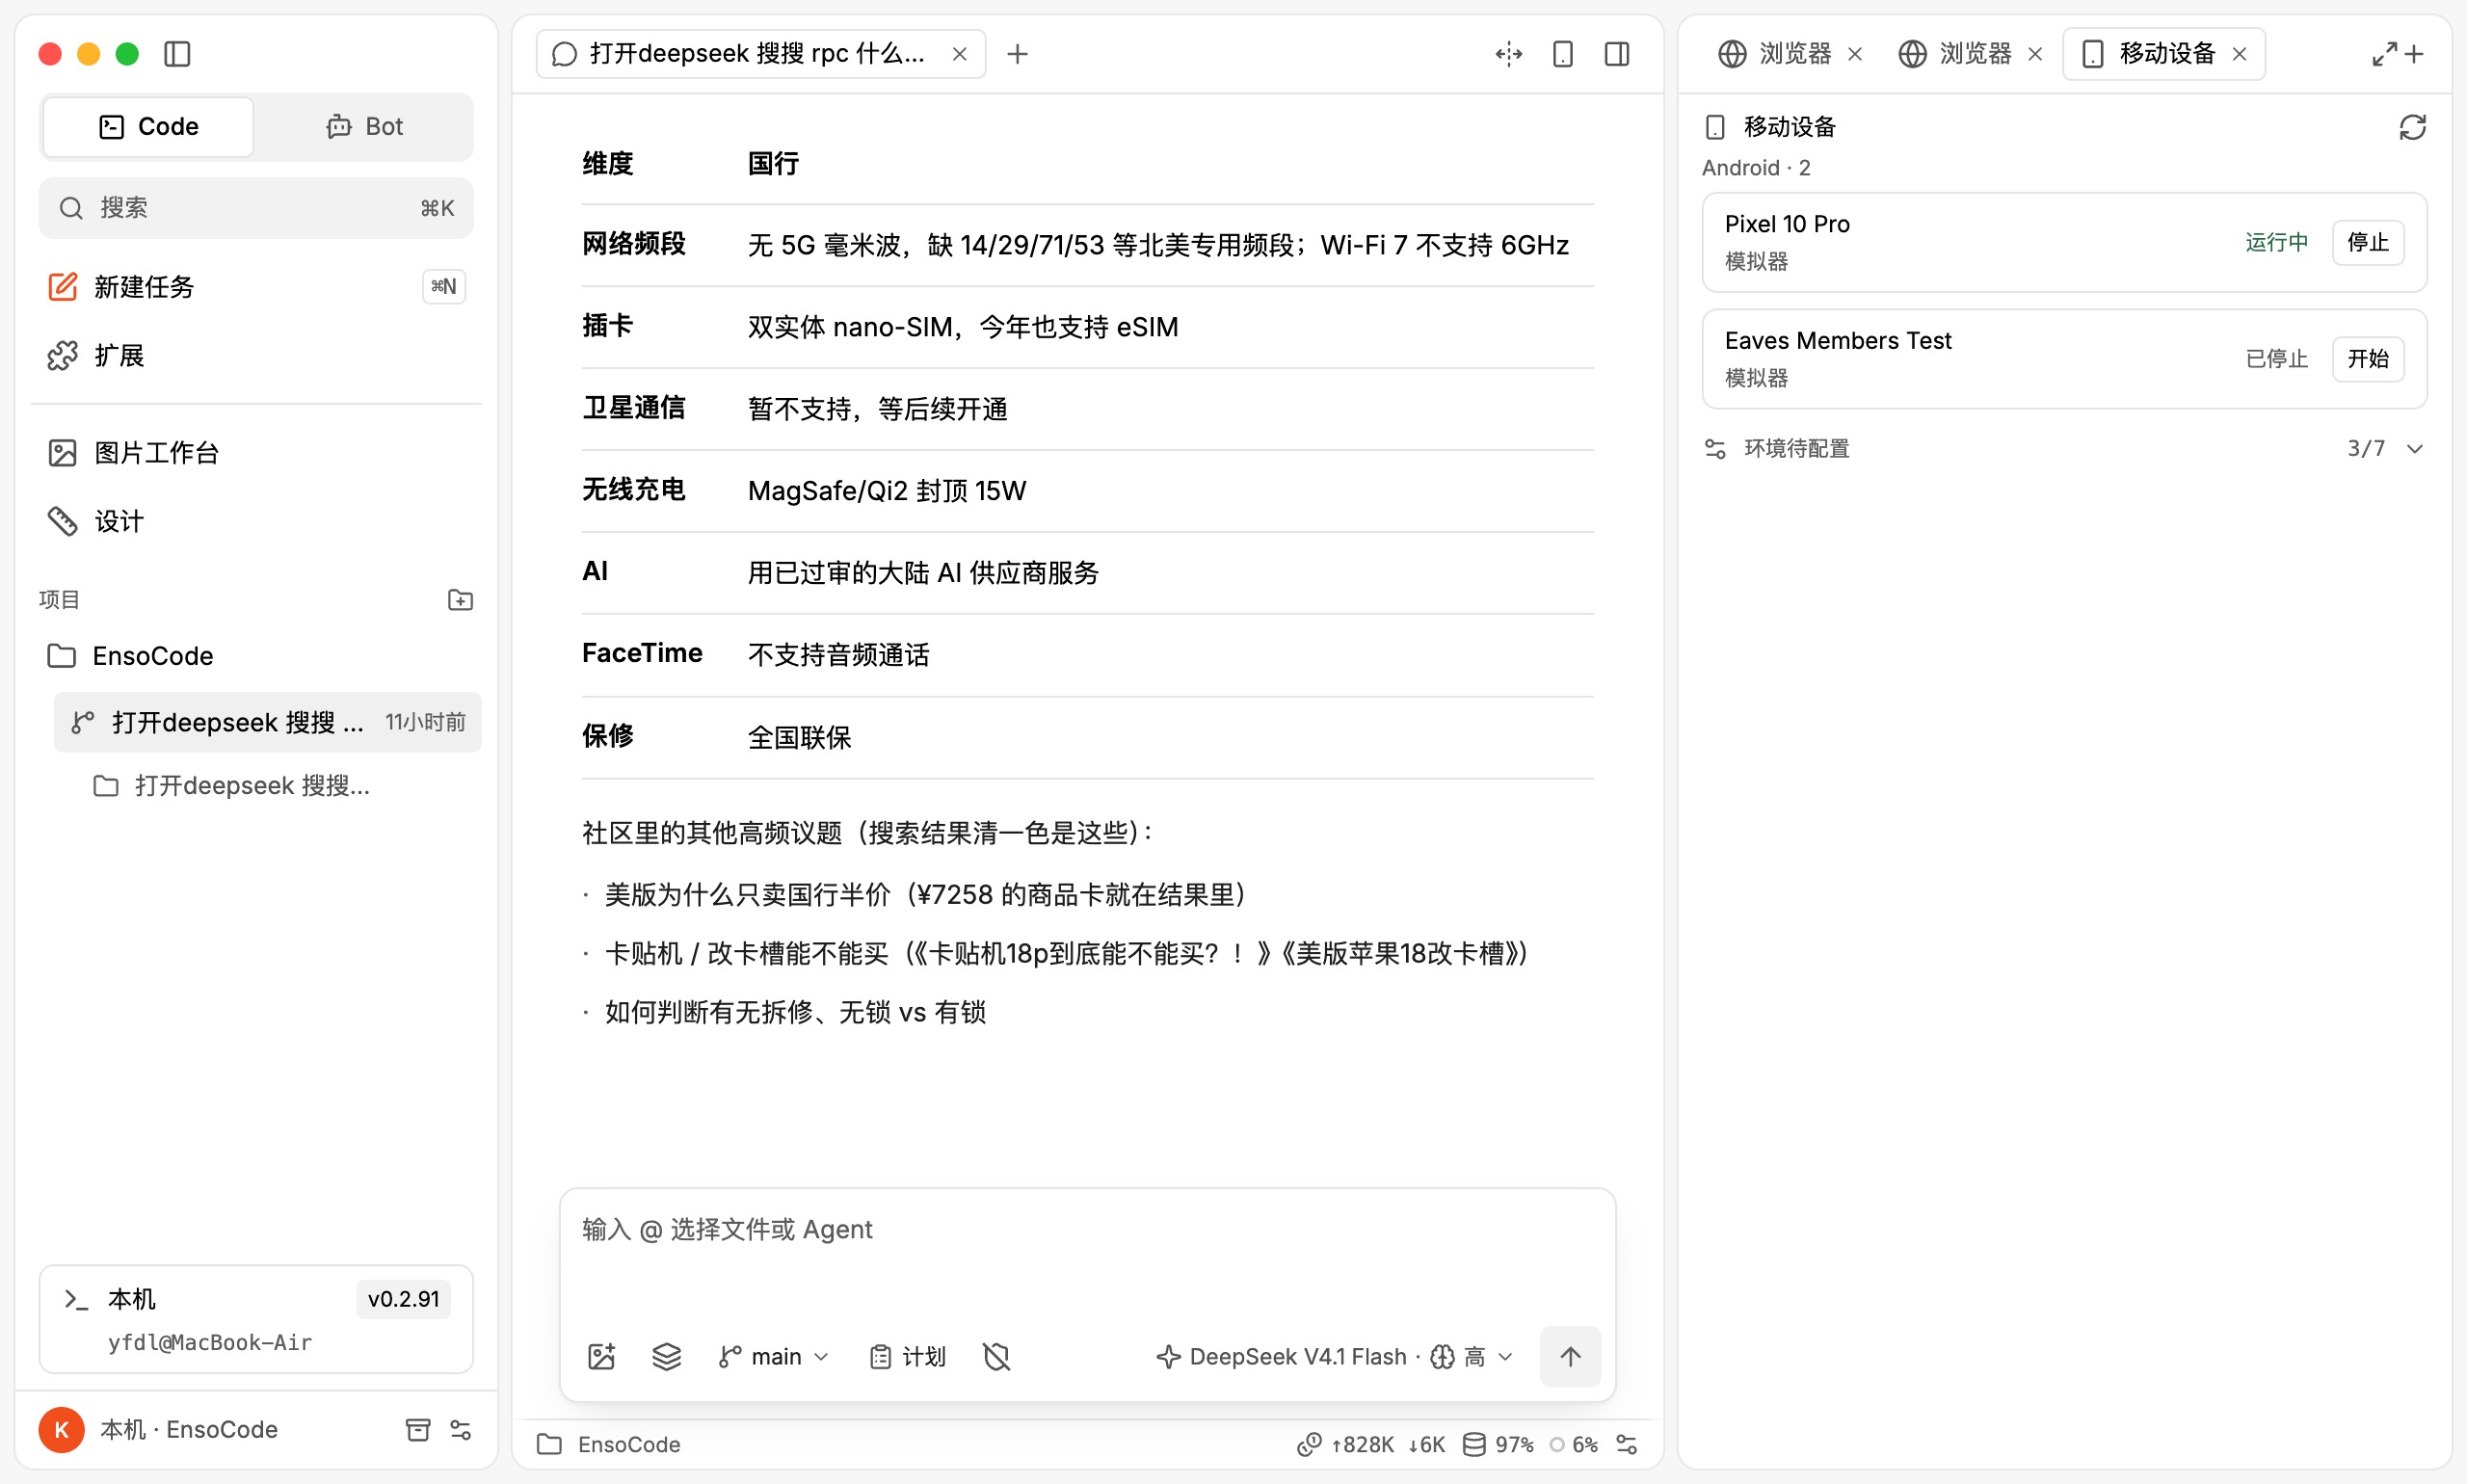 Code
Bot
搜索
⌘K
新建任务
⌘N
扩展
图片工作台
设计
项目
EnsoCode
打开deepseek 搜搜 ...
11小时前
打开deepseek 搜搜...
本机
v0.2.91
yfdl@MacBook-Air
K
本机 · EnsoCode
打开deepseek 搜搜 rpc 什么...
维度 国行
网络频段 无 5G 毫米波，缺 14/29/71/53 等北美专用频段；Wi-Fi 7 不支持 6GHz
插卡 双实体 nano-SIM，今年也支持 eSIM
卫星通信 暂不支持，等后续开通
无线充电 MagSafe/Qi2 封顶 15W
AI 用已过审的大陆 AI 供应商服务
FaceTime 不支持音频通话
保修 全国联保
社区里的其他高频议题（搜索结果清一色是这些）：
· 美版为什么只卖国行半价（¥7258 的商品卡就在结果里）
· 卡贴机 / 改卡槽能不能买（《卡贴机18p到底能不能买？！》《美版苹果18改卡槽》）
· 如何判断有无拆修、无锁 vs 有锁
输入 @ 选择文件或 Agent
main
计划
DeepSeek V4.1 Flash · 高
EnsoCode
↑828K ↓6K 97% 6%
浏览器
浏览器
移动设备
移动设备
Android · 2
Pixel 10 Pro
模拟器
运行中
停止
Eaves Members Test
模拟器
已停止
开始
环境待配置
3/7